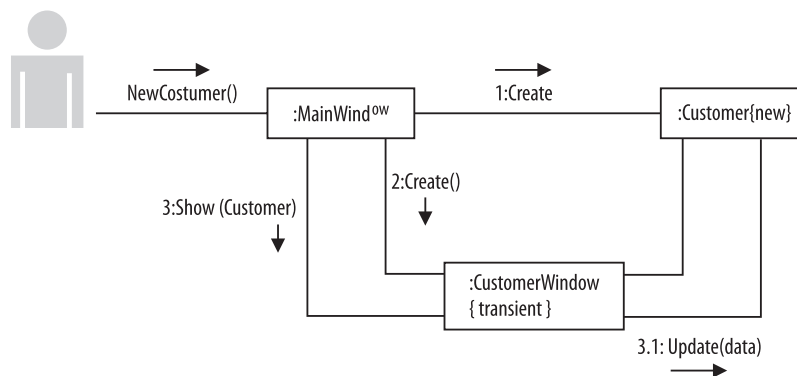 NewCostumer()
1:Create
:MainWindow
:Customer{new}
2:Create()
3:Show (Customer)
:CustomerWindow
{ transient }
3.1: Update(data)